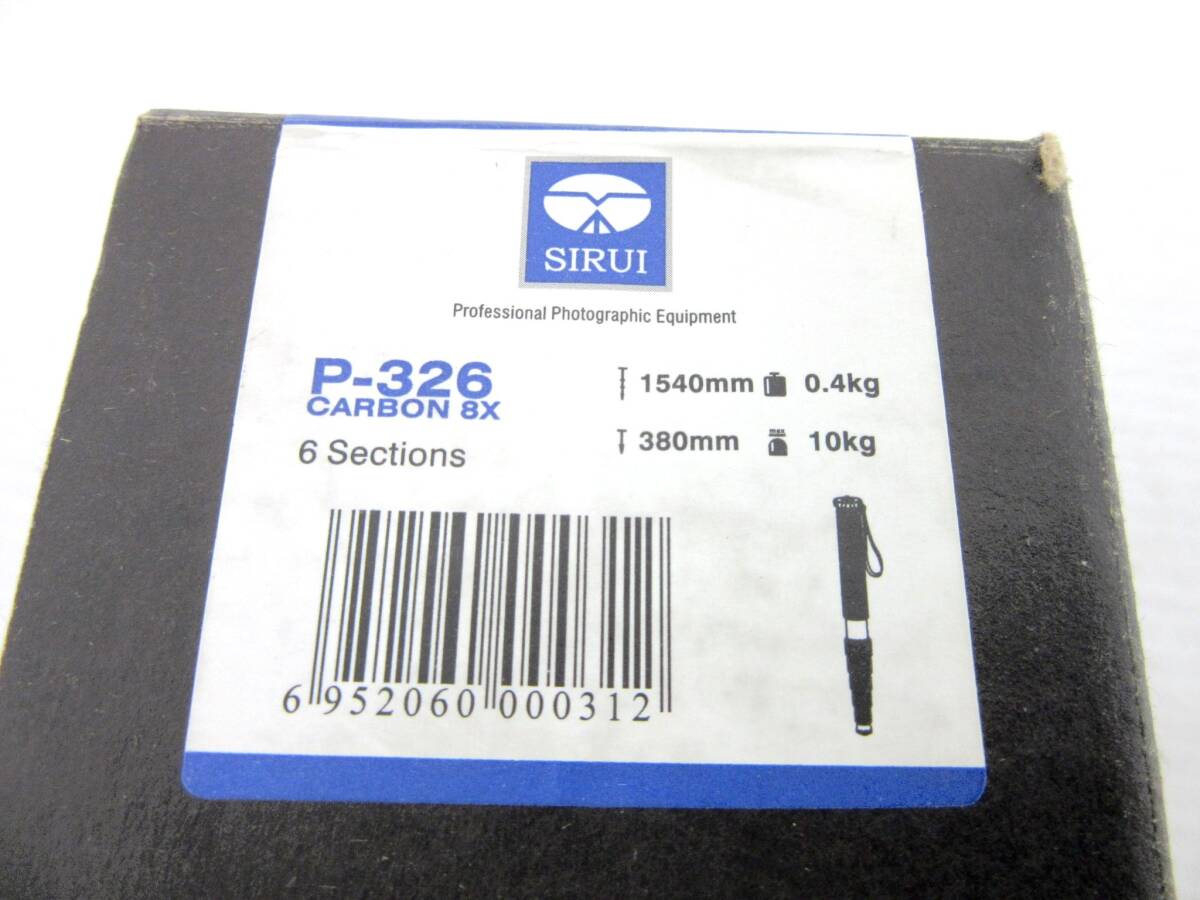 SIRUI
Professional Photographic Equipment
P-326
CARBON 8X
6 Sections
1540mm 0.4kg
380mm max 10kg
6 952060 000312